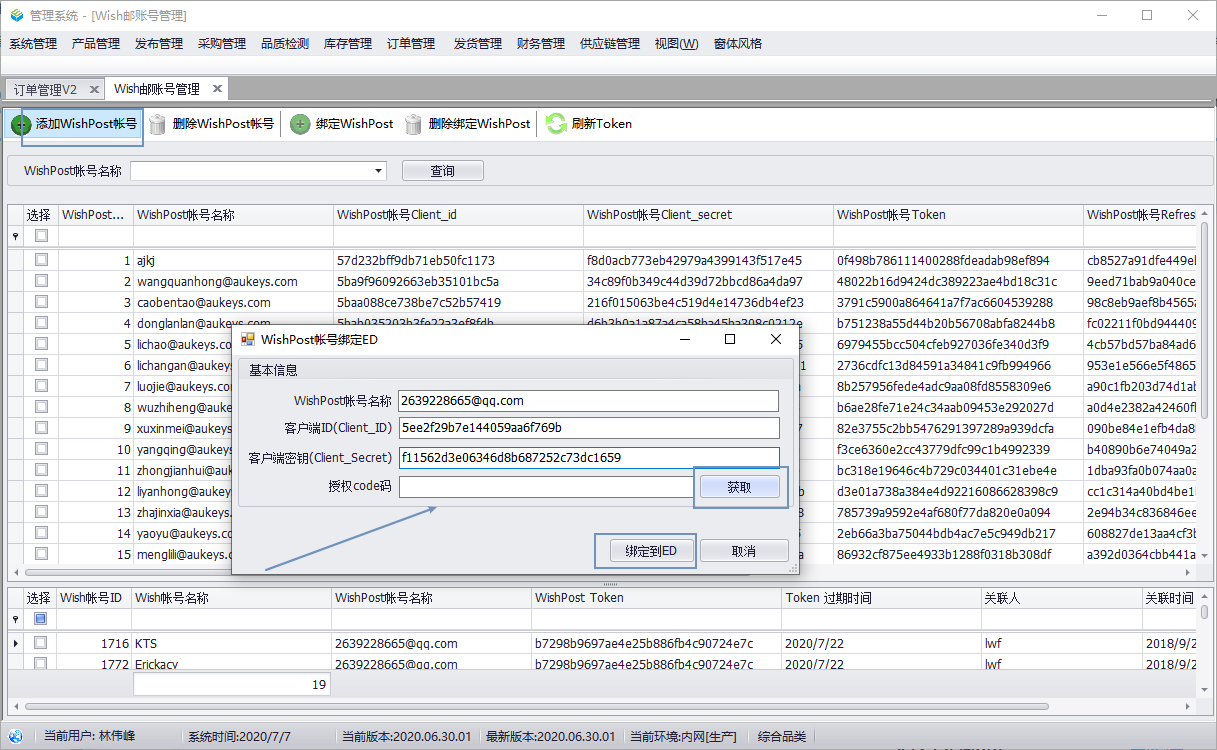 管理系统 - [Wish邮账号管理]
系统管理 产品管理 发布管理 采购管理 品质检测 库存管理 订单管理 发货管理 财务管理 供应链管理 视图(W) 窗体风格
订单管理V2 Wish邮账号管理
添加WishPost帐号 删除WishPost帐号 绑定WishPost 删除绑定WishPost 刷新Token
WishPost帐号名称 查询
选择 WishPost... WishPost帐号名称 WishPost帐号Client_id WishPost帐号Client_secret WishPost帐号Token WishPost帐号Refres
1 ajkj 57d232bff9db71eb50fc1173 f8d0acb773eb42979a4399143f517e45 0f498b786111400288fdeadab98ef894 cb8527a91dfe449el
2 wangquanhong@aukeys.com 5ba9f96092663eb35101bc5a 34c89f0b349c44d39d72bbcd86a4da97 48022b16d9424dc389223ae4bd18c31c 9eed71bab9a040ce
3 caobentao@aukeys.com 5baa088ce738be7c52b57419 216f015063be4c519d4e14736db4ef23 3791c5900a864641a7f7ac6604539288 98c8eb9aef8b4565
4 donglanlan@aukeys.com 5bab035203b3fe22a3ef8fdb d6b3b0a1a87a4ca58ba45ba308c0212e b751238a55d44b20b56708abfa8244b8 fc02211f0bd944409
5 lichao@aukeys.co 6979455bcc504cfeb927036fe340d3f9 4cb57bd57ba84ad6
6 lichangan@aukeys 1 2736cdfc13d84591a34841c9fb994966 953e1e566e5f4865
7 luojie@aukeys.co 8b257956fede4adc9aa08fd8558309e6 a90c1fb203d74d1al
8 wuzhiheng@auke b6ae28fe71e24c34aab09453e292027d a0d4e2382a42460fl
9 xuxinmei@aukeys 82e3755c2bb5476291397289a939dcfa 090be84e1efb4da8
10 yangqing@aukeys f3ce6360e2cc43779dfc99c1b4992339 b40890b6e74049a2
11 zhongjianhui@auk bc318e19646c4b729c034401c31ebe4e 1dba93fa0b074aa0
12 liyanhong@aukeys b d3e01a738a384e4d92216086628398c9 cc1c314a40bd4be1
13 zhajinxia@aukeys 8 785739a9592e4af680f77da820e0a094 2e94b34c836846ee
14 yaoyu@aukeys.co 6 2eb66a3ba75044bdb4ac7e5c949db217 608827de13aa4cf3
15 menglili@aukeys.c a 86932cf875ee4933b1288f0318b308df a392d0364cbb441a
WishPost帐号绑定ED
基本信息
WishPost帐号名称 2639228665@qq.com
客户端ID(Client_ID) 5ee2f29b7e144059aa6f769b
客户端密钥(Client_Secret) f11562d3e06346d8b687252c73dc1659
授权code码 获取
绑定到ED 取消
选择 Wish帐号ID Wish帐号名称 WishPost帐号名称 WishPost Token Token 过期时间 关联人 关联时间
1716 KTS 2639228665@qq.com b7298b9697ae4e25b886fb4c90724e7c 2020/7/22 lwf 2018/9/2
1772 Erickacy 2639228665@qq.com b7298b9697ae4e25b886fb4c90724e7c 2020/7/22 lwf 2018/9/2
19
当前用户: 林伟峰 系统时间:2020/7/7 当前版本:2020.06.30.01 最新版本:2020.06.30.01 当前环境:内网[生产] 综合品类